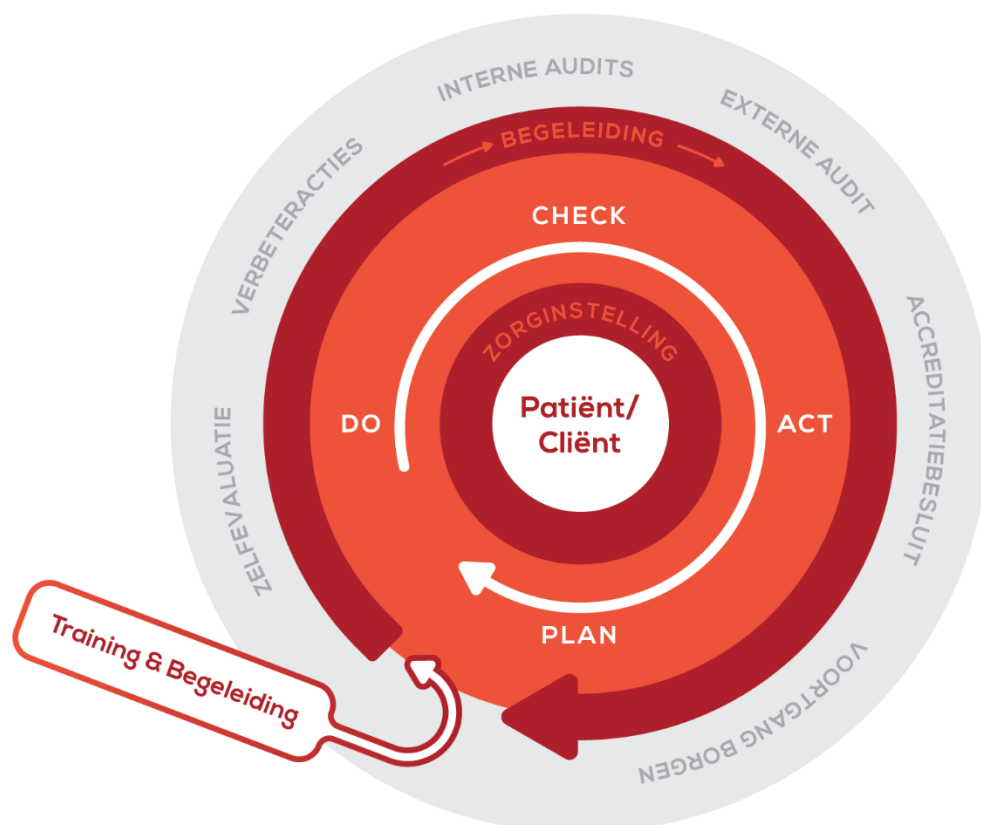 INTERNE AUDITS
EXTERNE AUDIT
VERBETERACTIES
BEGELEIDING
CHECK
ZORGINSTELLING
ACCREDITATIEBESLUIT
DO
Patiënt/
Cliënt
ACT
ZELFEVALUATIE
PLAN
Training & Begeleiding
VOORTGANG BORGEN